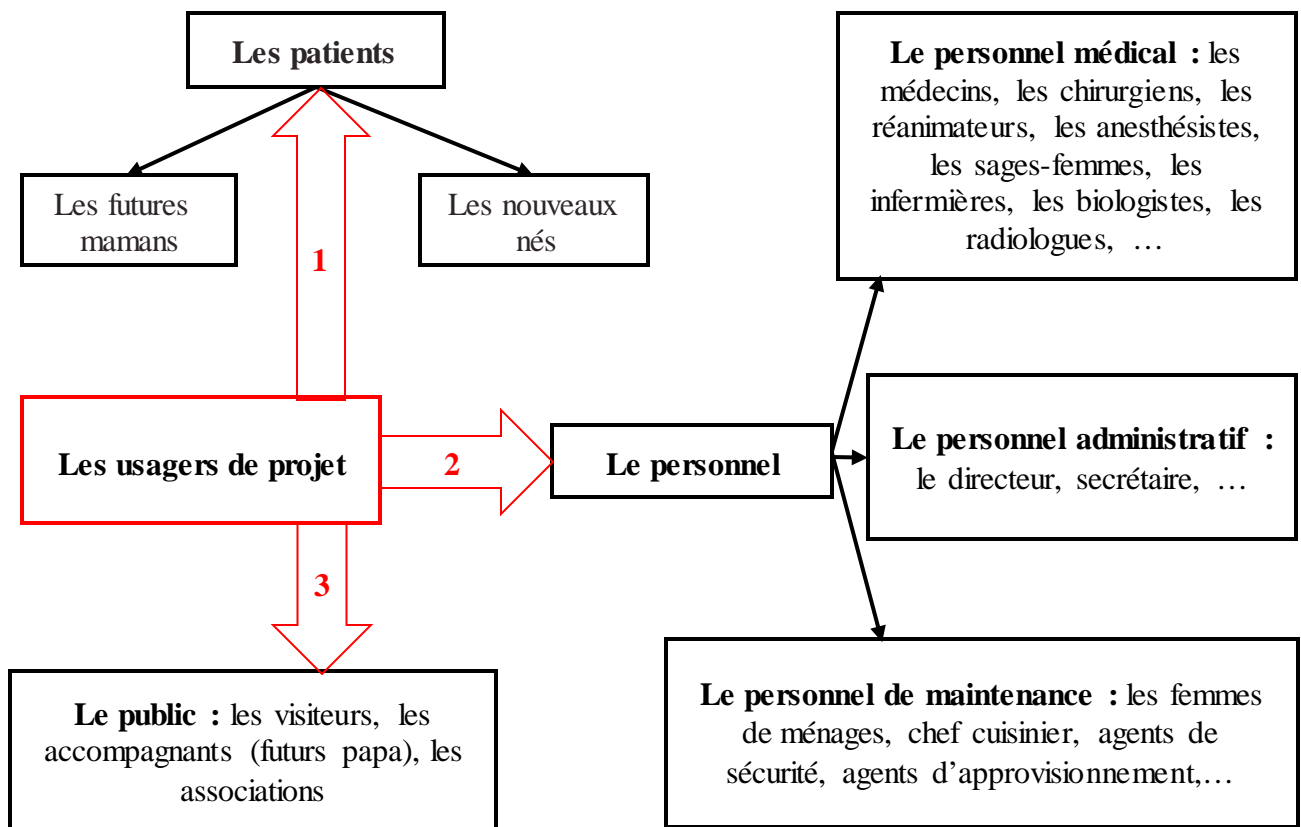 Les patients
Les futures
mamans
Les nouveaux
nés
1
Le personnel médical : les
médecins, les chirurgiens, les
réanimateurs, les anesthésistes,
les sages-femmes, les
infermières, les biologistes, les
radiologues, …
Les usagers de projet
2
Le personnel
Le personnel administratif :
le directeur, secrétaire, …
3
Le public : les visiteurs, les
accompagnants (futurs papa), les
associations
Le personnel de maintenance : les femmes
de ménages, chef cuisinier, agents de
sécurité, agents d’approvisionnement,…